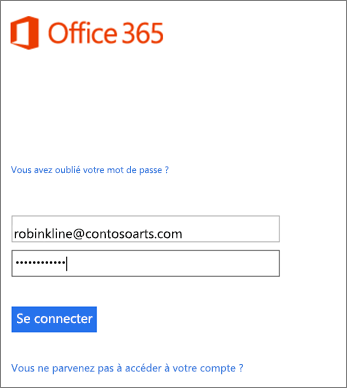 Office 365
Vous avez oublié votre mot de passe ?
robinkline@contosoarts.com
••••••••••••
Se connecter
Vous ne parvenez pas à accéder à votre compte ?